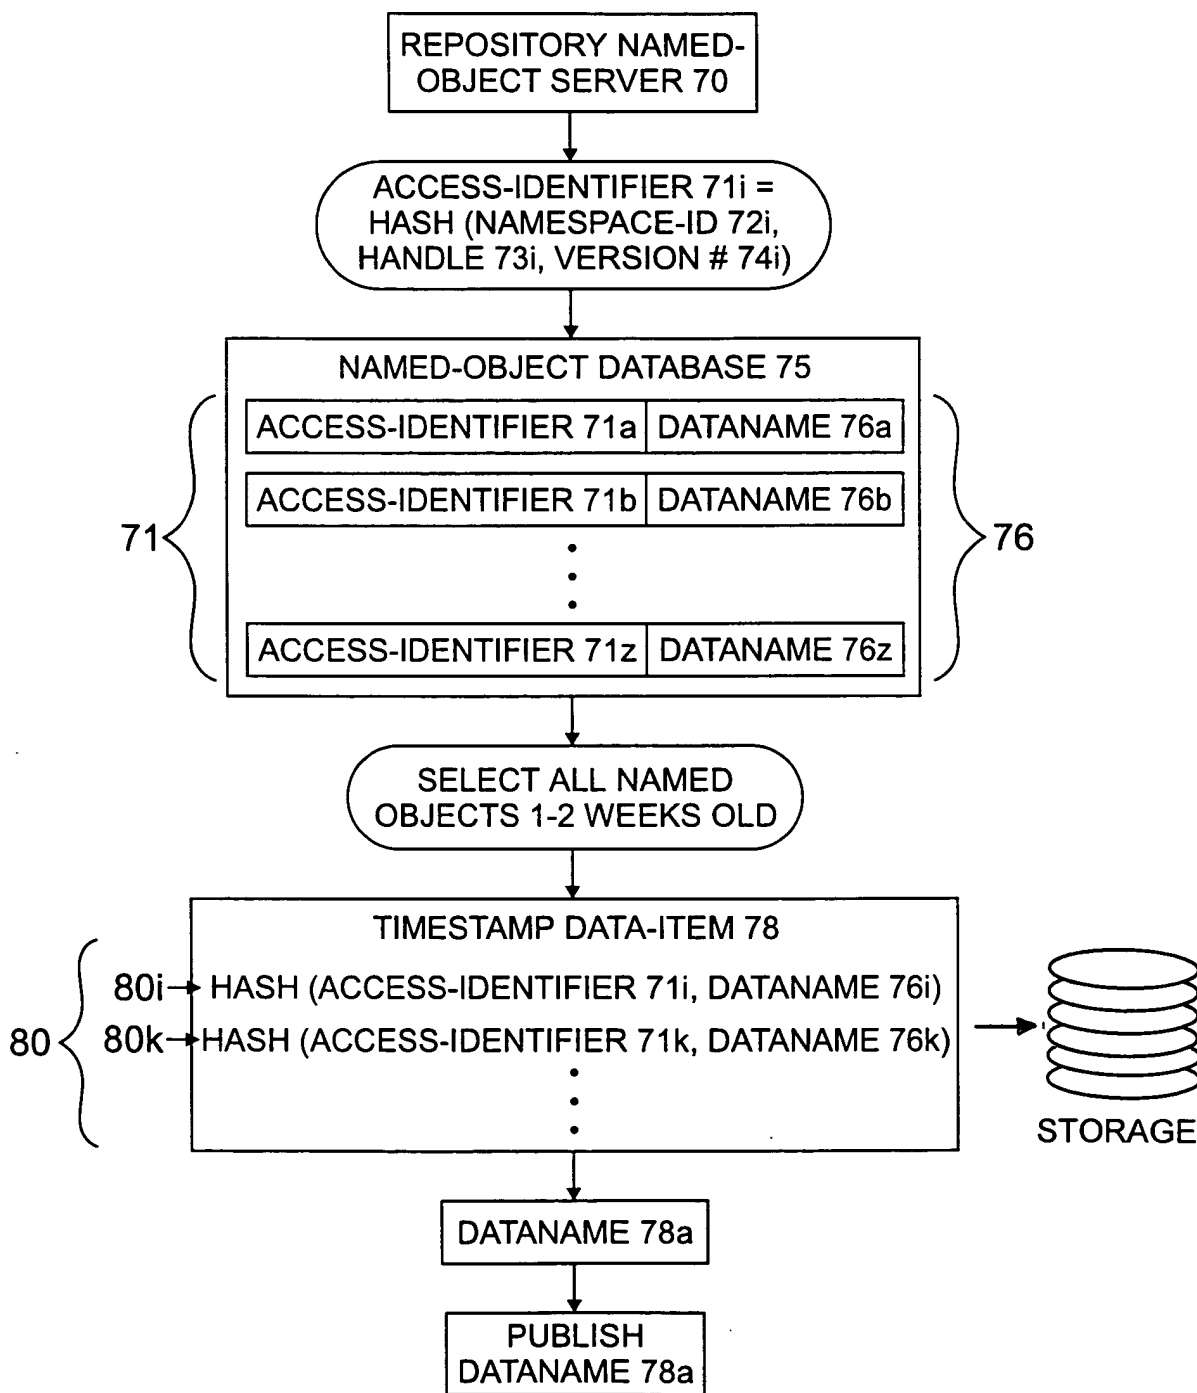 REPOSITORY NAMED-
OBJECT SERVER 70
ACCESS-IDENTIFIER 71i =
HASH (NAMESPACE-ID 72i,
HANDLE 73i, VERSION # 74i)
NAMED-OBJECT DATABASE 75
ACCESS-IDENTIFIER 71a DATANAME 76a
ACCESS-IDENTIFIER 71b DATANAME 76b
71
76
ACCESS-IDENTIFIER 71z DATANAME 76z
SELECT ALL NAMED
OBJECTS 1-2 WEEKS OLD
TIMESTAMP DATA-ITEM 78
80i HASH (ACCESS-IDENTIFIER 71i, DATANAME 76i)
80 80k HASH (ACCESS-IDENTIFIER 71k, DATANAME 76k)
STORAGE
DATANAME 78a
PUBLISH
DATANAME 78a